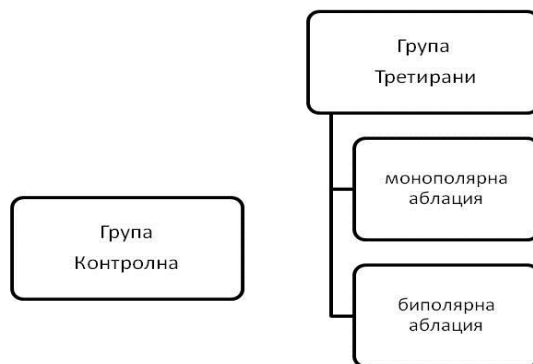 Група
Третирани
монополярна
аблация
Група
Контролна
биполярна
аблация